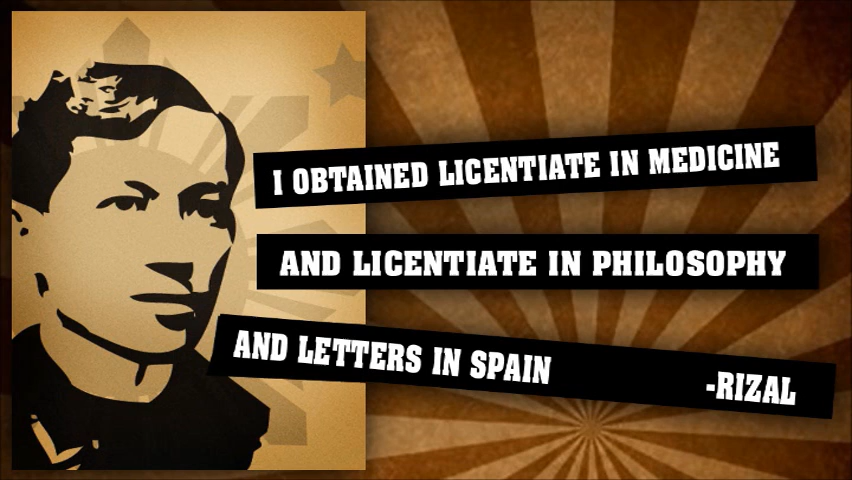 I OBTAINED LICENTIATE IN MEDICINE
AND LICENTIATE IN PHILOSOPHY
AND LETTERS IN SPAIN -RIZAL